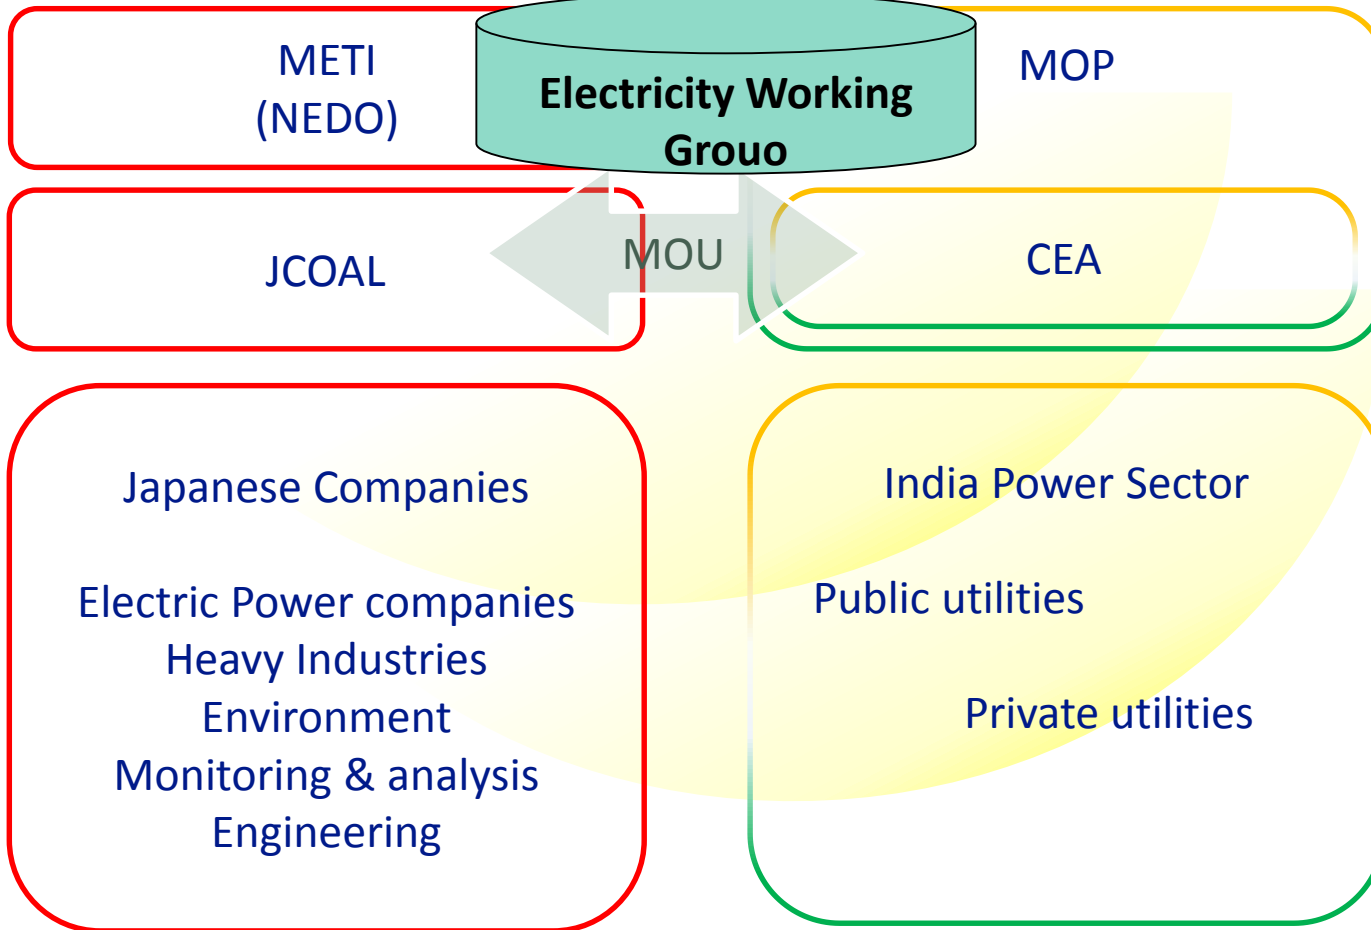 METI
(NEDO)
Electricity Working
Grouo
MOP
JCOAL
MOU
CEA
Japanese Companies
Electric Power companies
Heavy Industries
Environment
Monitoring & analysis
Engineering
India Power Sector
Public utilities
Private utilities